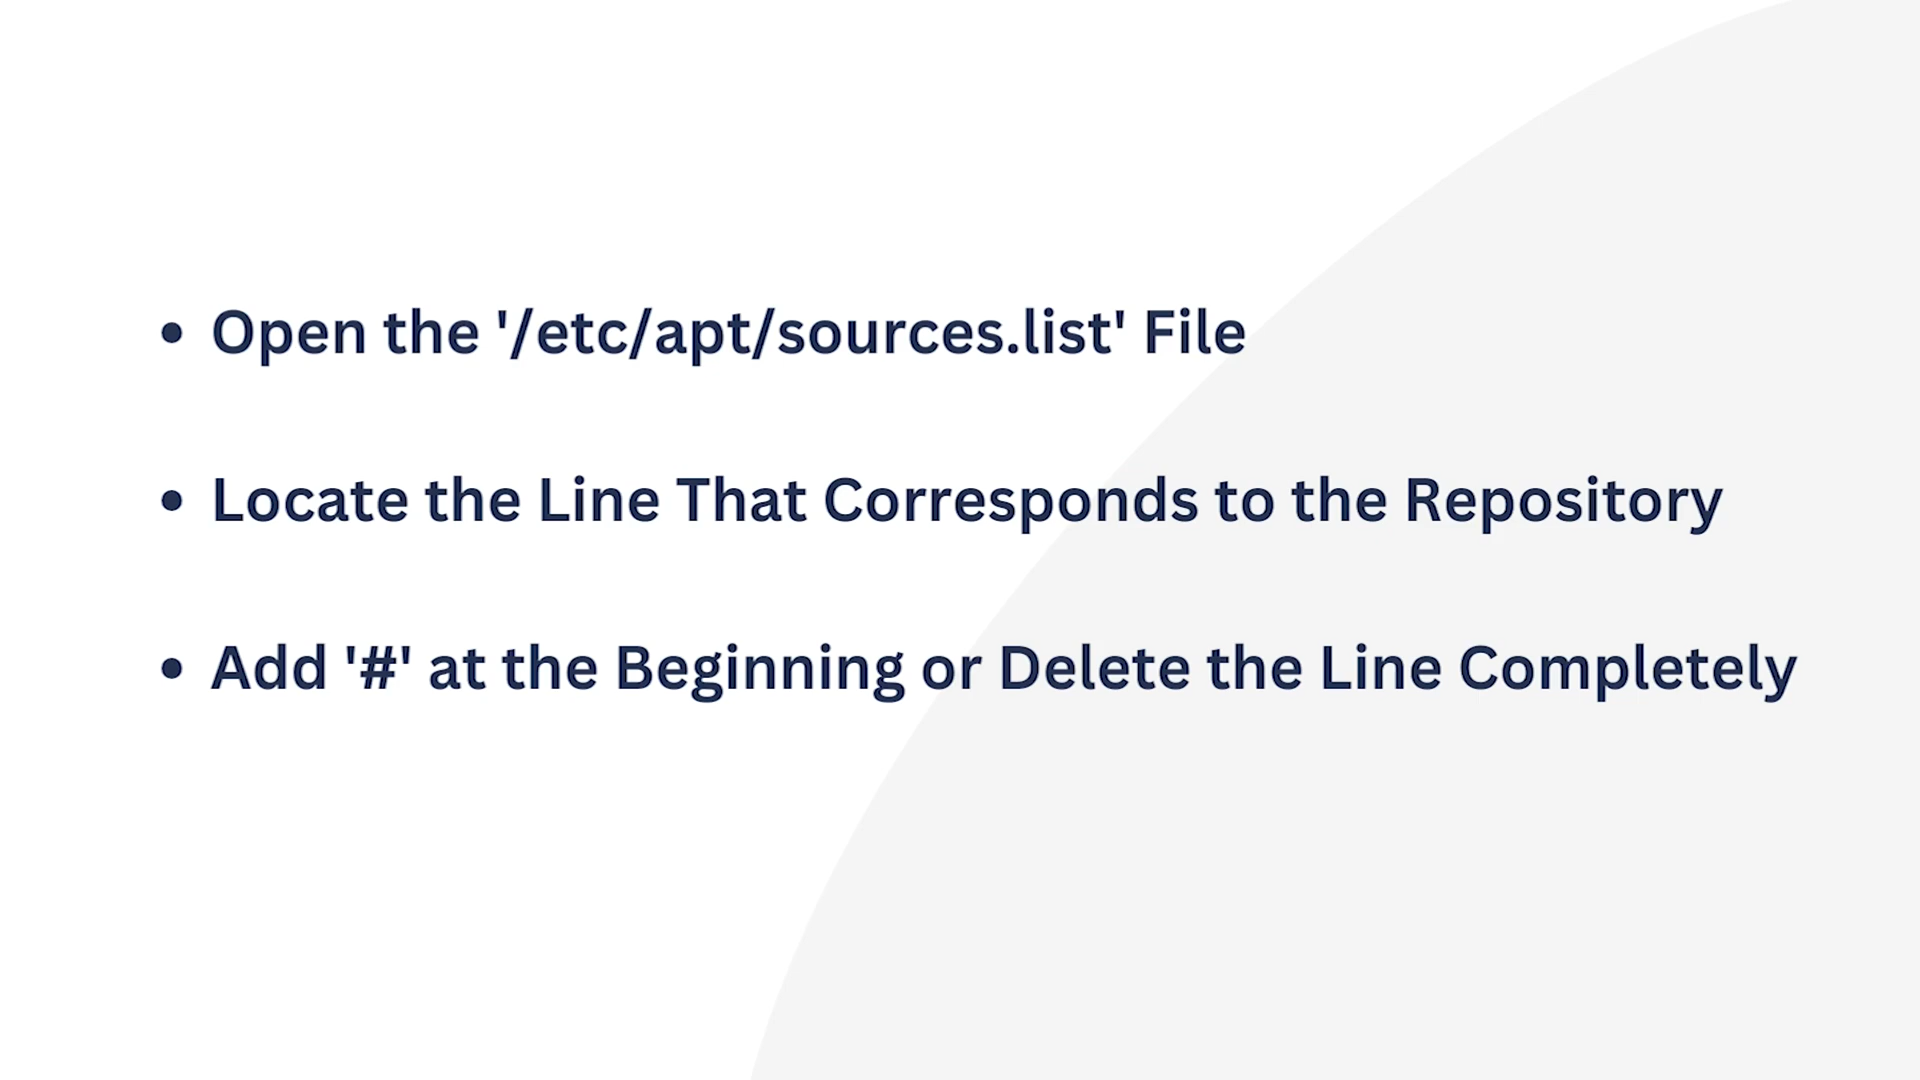 • Open the '/etc/apt/sources.list' File
• Locate the Line That Corresponds to the Repository
• Add '#' at the Beginning or Delete the Line Completely